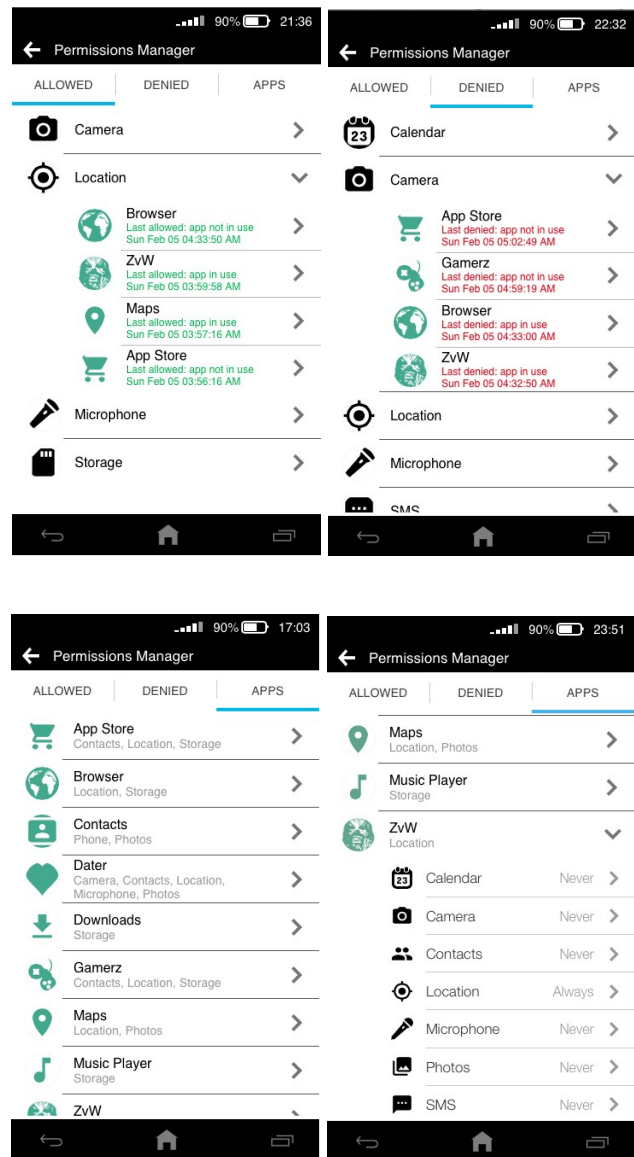 90% 21:36
Permissions Manager
ALLOWED DENIED APPS
Camera
Location
Browser
Last allowed: app not in use
Sun Feb 05 04:33:50 AM
ZvW
Last allowed: app in use
Sun Feb 05 03:59:58 AM
Maps
Last allowed: app in use
Sun Feb 05 03:57:16 AM
App Store
Last allowed: app not in use
Sun Feb 05 03:56:16 AM
Microphone
Storage
90% 22:32
Permissions Manager
ALLOWED DENIED APPS
23 Calendar
Camera
App Store
Last denied: app not in use
Sun Feb 05 05:02:49 AM
Gamerz
Last denied: app not in use
Sun Feb 05 04:59:19 AM
Browser
Last denied: app in use
Sun Feb 05 04:33:00 AM
ZvW
Last denied: app in use
Sun Feb 05 04:32:50 AM
Location
Microphone
SMS
90% 17:03
Permissions Manager
ALLOWED DENIED APPS
App Store
Contacts, Location, Storage
Browser
Location, Storage
Contacts
Phone, Photos
Dater
Camera, Contacts, Location,
Microphone, Photos
Downloads
Storage
Gamerz
Contacts, Location, Storage
Maps
Location, Photos
Music Player
Storage
ZvW
90% 23:51
Permissions Manager
ALLOWED DENIED APPS
Maps
Location, Photos
Music Player
Storage
ZvW
Location
23 Calendar Never
Camera Never
Contacts Never
Location Always
Microphone Never
Photos Never
SMS Never